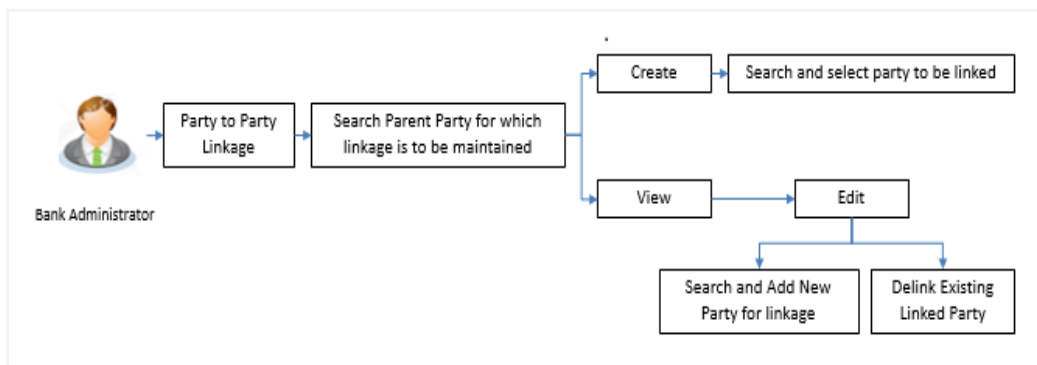 Bank Administrator
Party to Party
Linkage
Search Parent Party for which
linkage is to be maintained
Create
Search and select party to be linked
View
Edit
Search and Add New
Party for linkage
Delink Existing
Linked Party